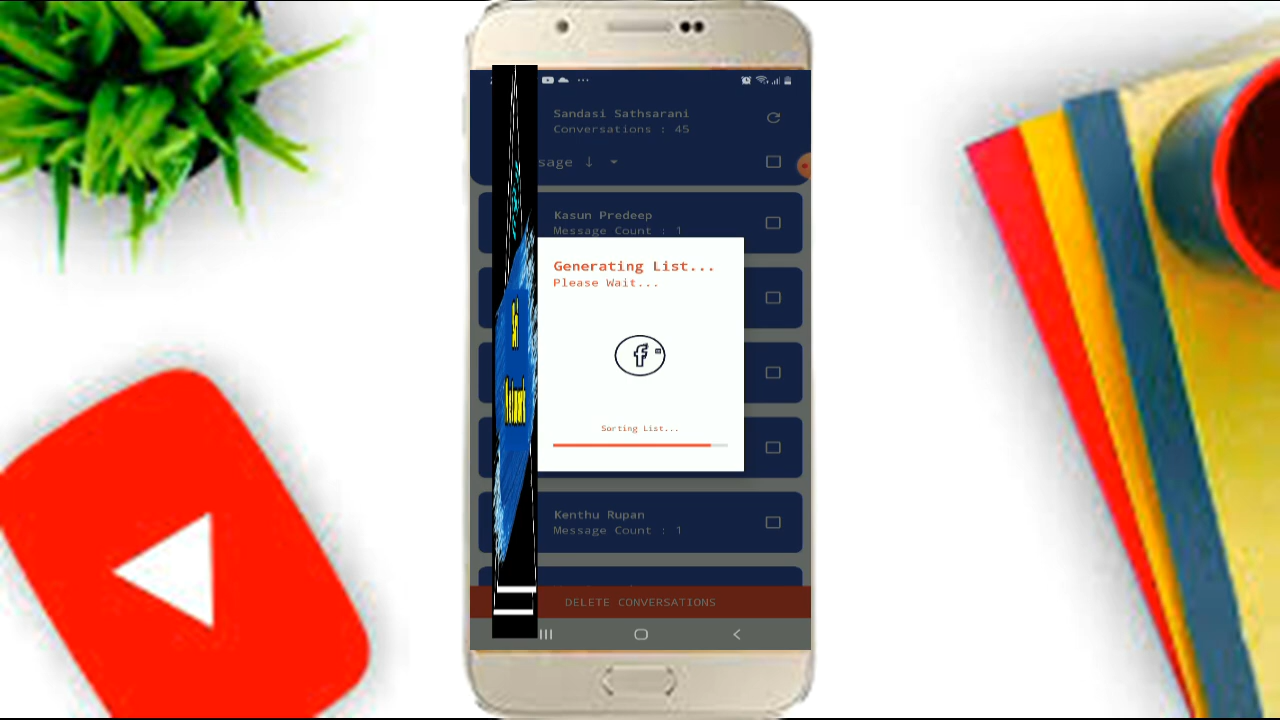 Sandasi Sathsarani
Conversations : 45
sage ↓
Kasun Predeep
Message Count : 1
Generating List...
Please Wait...
f
Sorting List...
Kenthu Rupan
Message Count : 1
DELETE CONVERSATIONS